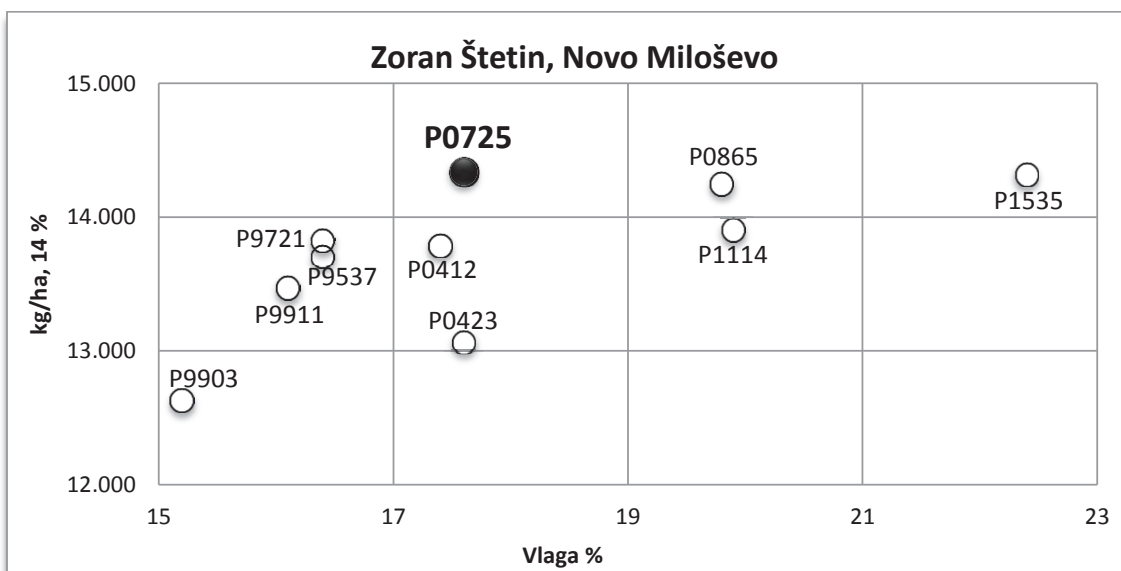 Zoran Štetin, Novo Miloševo
15.000
14.000
13.000
12.000
kg/ha, 14 %
P0725
P0865
P1535
P9721
P9537
P0412
P1114
P9911
P0423
P9903
15 17 19 21 23
Vlaga %